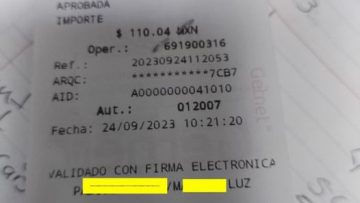 APROBADA
IMPORTE
$ 110.04 MXN
Oper.: 691900316
Ref.: 20230924112053
ARQC: ***********7CB7
AID: A0000000041010
Aut.: 012007
Fecha: 24/09/2023 10:21:20
VALIDADO CON FIRMA ELECTRONICA
LUZ